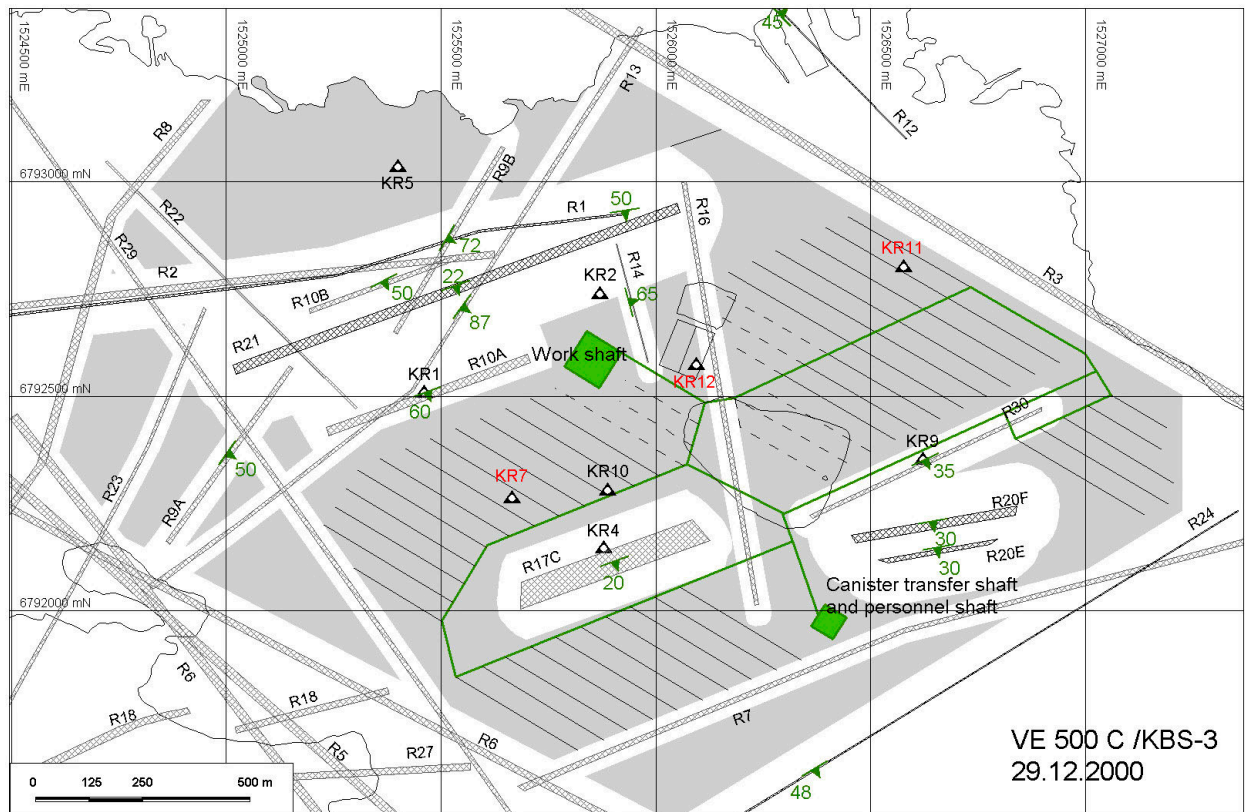 45
1524500 mE
1525000 mE
1525500 mE
1526000 mE
1526500 mE
1527000 mE
R13
R8
R12
6793000 mN
KR5
R9B
R22
R1
50
R16
R29
72
KR11
R2
22
R14
R3
KR2
50
65
R10B
87
R21
Work shaft
R10A
KR1
KR12
6792500 mN
60
R30
50
KR9
R23
KR7
KR10
35
R9A
R20F
R24
KR4
30
R17C
R20E
20
30
Canister transfer shaft
and personnel shaft
6792000 mN
R6
R18
R18
R7
R6
R5
R27
VE 500 C /KBS-3
29.12.2000
0 125 250 500 m
48